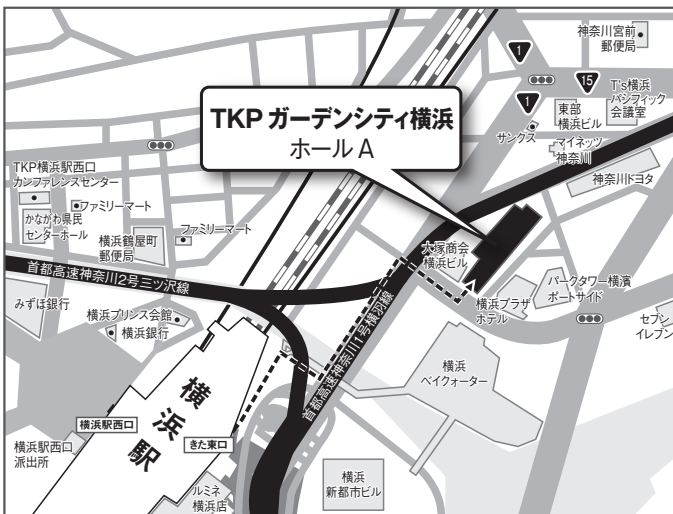 神奈川宮前
郵便局
1
15
1
T's横浜
パシフィック
会議室
東部
横浜ビル
サンクス
マイネッツ
神奈川
神奈川トヨタ
TKP ガーデンシティ横浜
ホール A
TKP横浜駅西口
カンファレンスセンター
ファミリーマート
かながわ県民
センターホール
横浜鶴屋町
郵便局
ファミリーマート
大塚商会
横浜ビル
首都高速神奈川2号三ツ沢線
首都高速神奈川1号横羽線
パークタワー横濱
ポートサイド
横浜プラザ
ホテル
セブン
イレブン
みずほ銀行
横浜プリンス会館
横浜銀行
横浜
ベイクォーター
横浜駅
横浜駅西口
きた東口
横浜駅西口
派出所
ルミネ
横浜店
横浜
新都市ビル